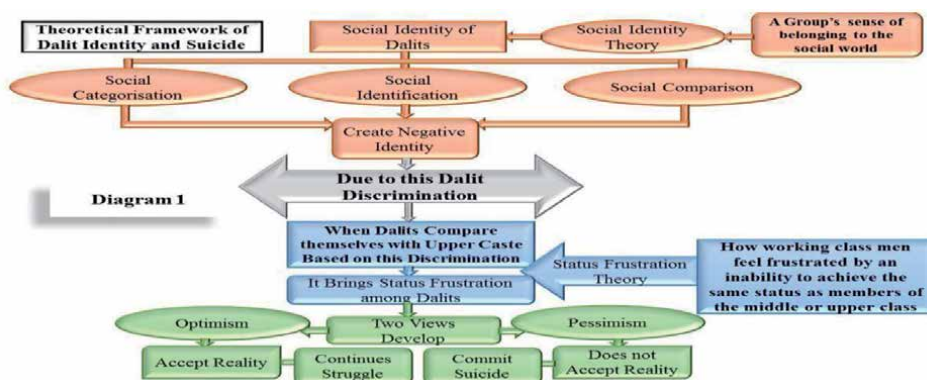 Theoretical Framework of
Dalit Identity and Suicide
Social Identity of
Dalits
Social Identity
Theory
A Group's sense of
belonging to the
social world
Social
Categorisation
Social
Identification
Social Comparison
Create Negative
Identity
Due to this Dalit
Discrimination
Diagram 1
When Dalits Compare
themselves with Upper Caste
Based on this Discrimination
Status Frustration
Theory
How working class men
feel frustrated by an
inability to achieve the
same status as members of
the middle or upper class
It Brings Status Frustration
among Dalits
Optimism
Two Views
Develop
Pessimism
Accept Reality
Continues
Struggle
Commit
Suicide
Does not
Accept Reality